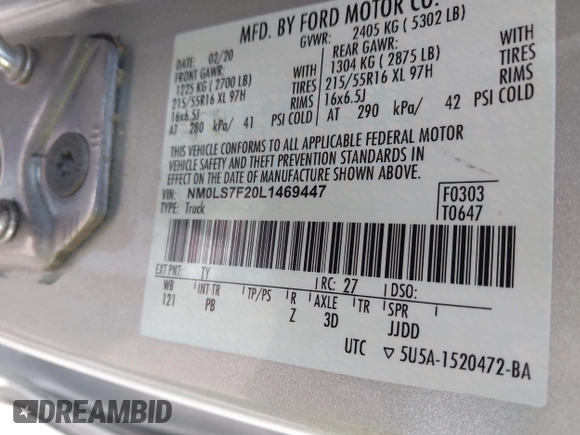 MFD. BY FORD MOTOR CO.
DATE: 02/20 GVWR: 2405 KG (5302 LB)
FRONT GAWR: REAR GAWR:
1225 KG (2700 LB) WITH 1304 KG (2875 LB) WITH
215/55R16 XL 97H TIRES 215/55R16 XL 97H TIRES
16x6.5J RIMS 16x6.5J RIMS
AT 280 kPa/ 41 PSI COLD AT 290 kPa/ 42 PSI COLD
THIS VEHICLE CONFORMS TO ALL APPLICABLE FEDERAL MOTOR
VEHICLE SAFETY AND THEFT PREVENTION STANDARDS IN
EFFECT ON THE DATE OF MANUFACTURE SHOWN ABOVE.
VIN: NM0LS7F20L1469447 F0303
TYPE: Truck T0647
EXT PNT: TY RC: 27 DSO:
WB INT TR TP/PS R AXLE TR SPR
121 PB Z 3D JJDD
UTC ▽5U5A-1520472-BA
DREAMBID